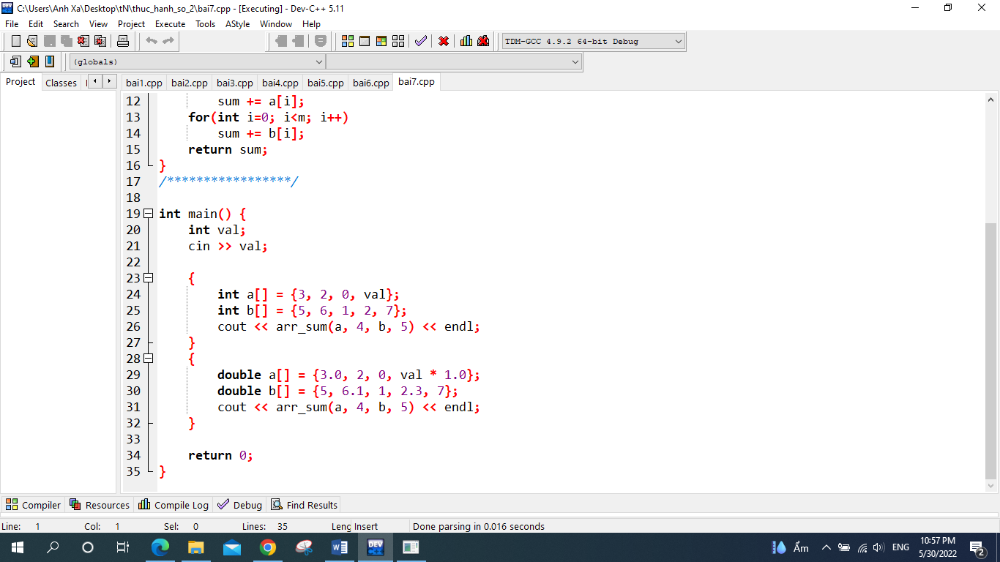 C:\Users\Anh Xa\Desktop\tN\thuc_hanh_so_2\bai7.cpp - [Executing] - Dev-C++ 5.11
File Edit Search View Project Execute Tools AStyle Window Help
TDM-GCC 4.9.2 64-bit Debug
(globals)
Project Classes
bai1.cpp bai2.cpp bai3.cpp bai4.cpp bai5.cpp bai6.cpp bai7.cpp
12 sum += a[i];
13 for(int i=0; i<m; i++)
14 sum += b[i];
15 return sum;
16 }
17 /*****************/
18
19 int main() {
20 int val;
21 cin >> val;
22
23 {
24 int a[] = {3, 2, 0, val};
25 int b[] = {5, 6, 1, 2, 7};
26 cout << arr_sum(a, 4, b, 5) << endl;
27 }
28 {
29 double a[] = {3.0, 2, 0, val * 1.0};
30 double b[] = {5, 6.1, 1, 2.3, 7};
31 cout << arr_sum(a, 4, b, 5) << endl;
32 }
33
34 return 0;
35 }
Compiler Resources Compile Log Debug Find Results
Line: 1 Col: 1 Sel: 0 Lines: 35 Leng Insert Done parsing in 0.016 seconds
DEV
Ẩm ENG 10:57 PM
5/30/2022 2